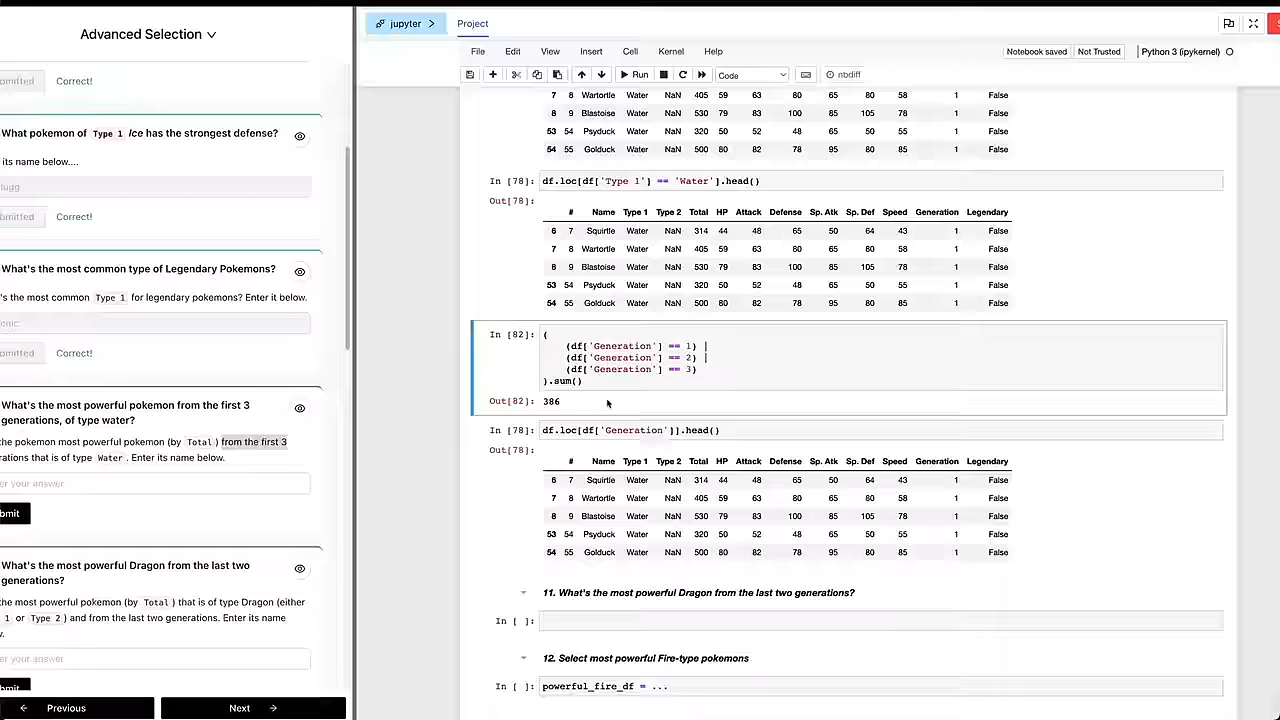 Advanced Selection
bmitted Correct!
What pokemon of Type 1 Ice has the strongest defense?
its name below....
lugg
bmitted Correct!
What's the most common type of Legendary Pokemons?
's the most common Type 1 for legendary pokemons? Enter it below.
bmitted Correct!
What's the most powerful pokemon from the first 3
generations, of type water?
the pokemon most powerful pokemon (by Total) from the first 3
rations that is of type Water. Enter its name below.
er your answer
bmit
What's the most powerful Dragon from the last two
generations?
the most powerful pokemon (by Total) that is of type Dragon (either
1 or Type 2) and from the last two generations. Enter its name
w.
er your answer
bmit
← Previous
Next →
jupyter > Project
File Edit View Insert Cell Kernel Help
Notebook saved Not Trusted Python 3 (ipykernel)
Run Code nbdiff
7 8 Wartortle Water NaN 405 59 63 80 65 80 58 1 False
8 9 Blastoise Water NaN 530 79 83 100 85 105 78 1 False
53 54 Psyduck Water NaN 320 50 52 48 65 50 55 1 False
54 55 Golduck Water NaN 500 80 82 78 95 80 85 1 False
In [78]: df.loc[df['Type 1'] == 'Water'].head()
Out[78]:
# Name Type 1 Type 2 Total HP Attack Defense Sp. Atk Sp. Def Speed Generation Legendary
6 7 Squirtle Water NaN 314 44 48 65 50 64 43 1 False
7 8 Wartortle Water NaN 405 59 63 80 65 80 58 1 False
8 9 Blastoise Water NaN 530 79 83 100 85 105 78 1 False
53 54 Psyduck Water NaN 320 50 52 48 65 50 55 1 False
54 55 Golduck Water NaN 500 80 82 78 95 80 85 1 False
In [82]: (
(df['Generation'] == 1) |
(df['Generation'] == 2) |
(df['Generation'] == 3)
).sum()
Out[82]: 386
In [78]: df.loc[df['Generation']].head()
Out[78]:
# Name Type 1 Type 2 Total HP Attack Defense Sp. Atk Sp. Def Speed Generation Legendary
6 7 Squirtle Water NaN 314 44 48 65 50 64 43 1 False
7 8 Wartortle Water NaN 405 59 63 80 65 80 58 1 False
8 9 Blastoise Water NaN 530 79 83 100 85 105 78 1 False
53 54 Psyduck Water NaN 320 50 52 48 65 50 55 1 False
54 55 Golduck Water NaN 500 80 82 78 95 80 85 1 False
11. What's the most powerful Dragon from the last two generations?
In [ ]:
12. Select most powerful Fire-type pokemons
In [ ]: powerful_fire_df = ...